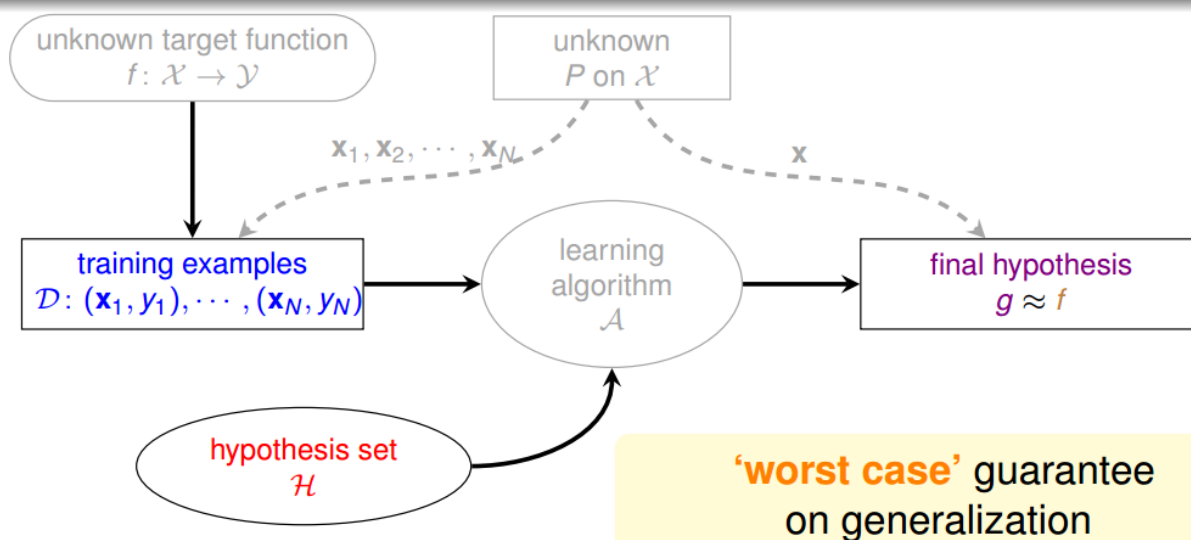 unknown target function
f: 𝒳 → 𝒴
unknown
P on 𝒳
x₁, x₂, ⋯ , x_N
x
training examples
𝒟: (x₁, y₁), ⋯ , (x_N, y_N)
learning
algorithm
𝒜
final hypothesis
g ≈ f
hypothesis set
ℋ
‘worst case’ guarantee
on generalization